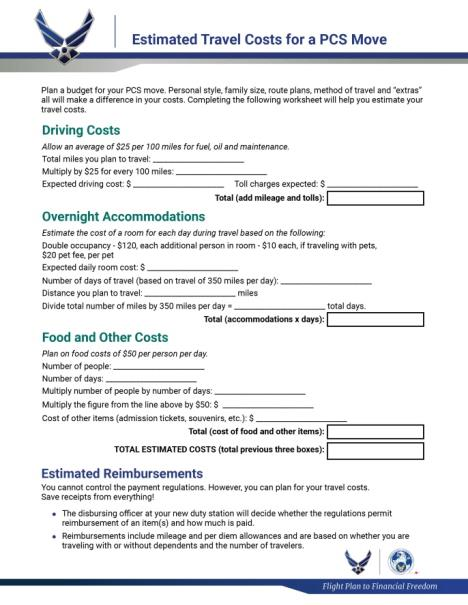 Estimated Travel Costs for a PCS Move
Plan a budget for your PCS move. Personal style, family size, route plans, method of travel and “extras”
all will make a difference in your costs. Completing the following worksheet will help you estimate your
travel costs.
Driving Costs
Allow an average of $25 per 100 miles for fuel, oil and maintenance.
Total miles you plan to travel: ____________________
Multiply by $25 for every 100 miles: ____________________
Expected driving cost: $ ____________________ Toll charges expected: $ ____________________
Total (add mileage and tolls):
Overnight Accommodations
Estimate the cost of a room for each day during travel based on the following:
Double occupancy - $120, each additional person in room - $10 each, if traveling with pets,
$20 pet fee, per pet
Expected daily room cost: $ ____________________
Number of days of travel (based on travel of 350 miles per day): ____________________
Distance you plan to travel: ____________________ miles
Divide total number of miles by 350 miles per day = ____________________ total days.
Total (accommodations x days):
Food and Other Costs
Plan on food costs of $50 per person per day.
Number of people: ____________________
Number of days: ____________________
Multiply number of people by number of days: ____________________
Multiply the figure from the line above by $50: $ ____________________
Cost of other items (admission tickets, souvenirs, etc.): $ ____________________
Total (cost of food and other items):
TOTAL ESTIMATED COSTS (total previous three boxes):
Estimated Reimbursements
You cannot control the payment regulations. However, you can plan for your travel costs.
Save receipts from everything!
• The disbursing officer at your new duty station will decide whether the regulations permit
reimbursement of an item(s) and how much is paid.
• Reimbursements include mileage and per diem allowances and are based on whether you are
traveling with or without dependents and the number of travelers.
Flight Plan to Financial Freedom